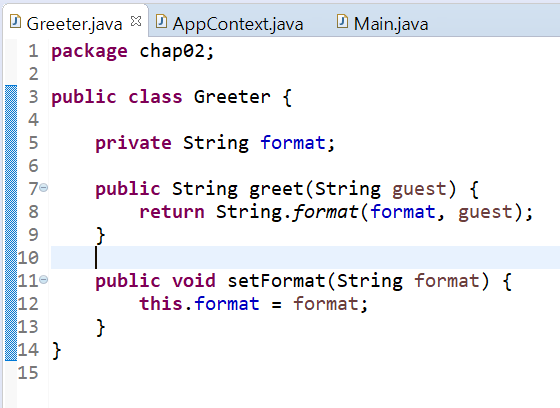 Greeter.java AppContext.java Main.java
1 package chap02;
2
3 public class Greeter {
4
5     private String format;
6
7     public String greet(String guest) {
8         return String.format(format, guest);
9     }
10
11     public void setFormat(String format) {
12         this.format = format;
13     }
14 }
15